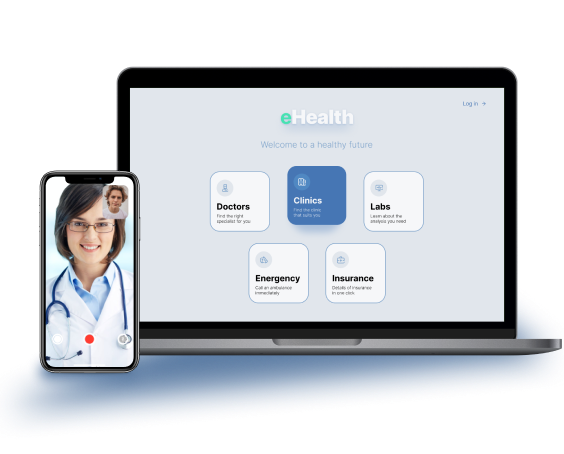 Log in
eHealth
Welcome to a healthy future
Doctors
Find the right
specialist for you
Clinics
Find the clinic
that suits you
Labs
Learn about the
analysis you need
Emergency
Call an ambulance
immediately
Insurance
Details of insurance
in one click